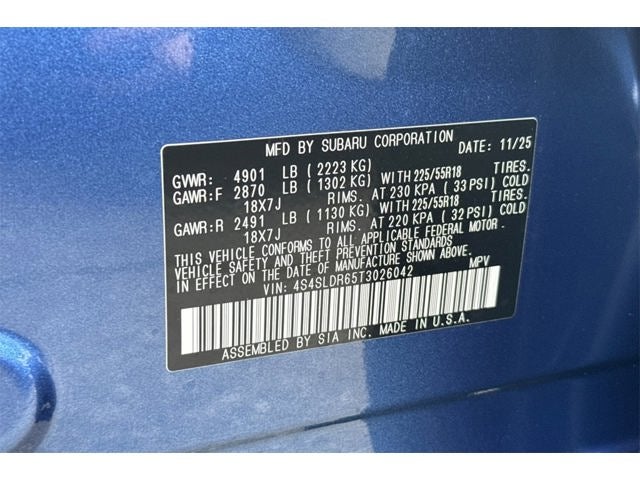 MFD BY SUBARU CORPORATION DATE: 11/25
GVWR: 4901 LB (2223 KG)
GAWR:F 2870 LB (1302 KG) WITH 225/55R18 TIRES.
18X7J RIMS. AT 230 KPA (33 PSI) COLD
GAWR:R 2491 LB (1130 KG) WITH 225/55R18 TIRES.
18X7J RIMS. AT 220 KPA (32 PSI) COLD
THIS VEHICLE CONFORMS TO ALL APPLICABLE FEDERAL MOTOR
VEHICLE SAFETY AND THEFT PREVENTION STANDARDS
IN EFFECT ON THE DATE OF MANUFACTURE SHOWN ABOVE.
VIN: 4S4SLDR65T3026042 MPV
ASSEMBLED BY SIA INC. MADE IN U.S.A.